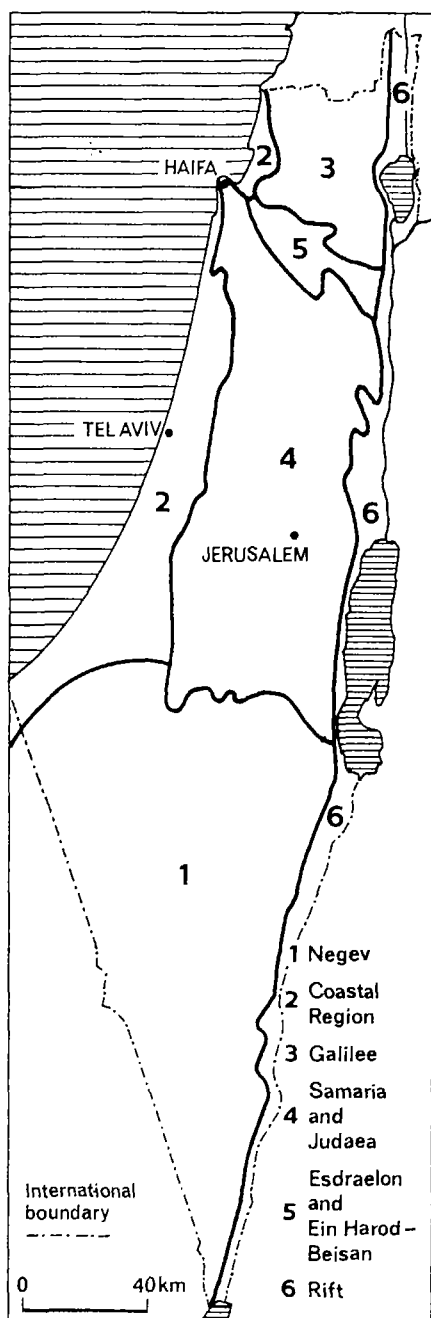 6
2
3
HAIFA
5
TEL AVIV
4
2
6
JERUSALEM
6
1
1 Negev
2 Coastal
Region
3 Galilee
4 Samaria
and
Judaea
5 Esdraelon
and
Ein Harod–
Beisan
6 Rift
International
boundary
0 40km